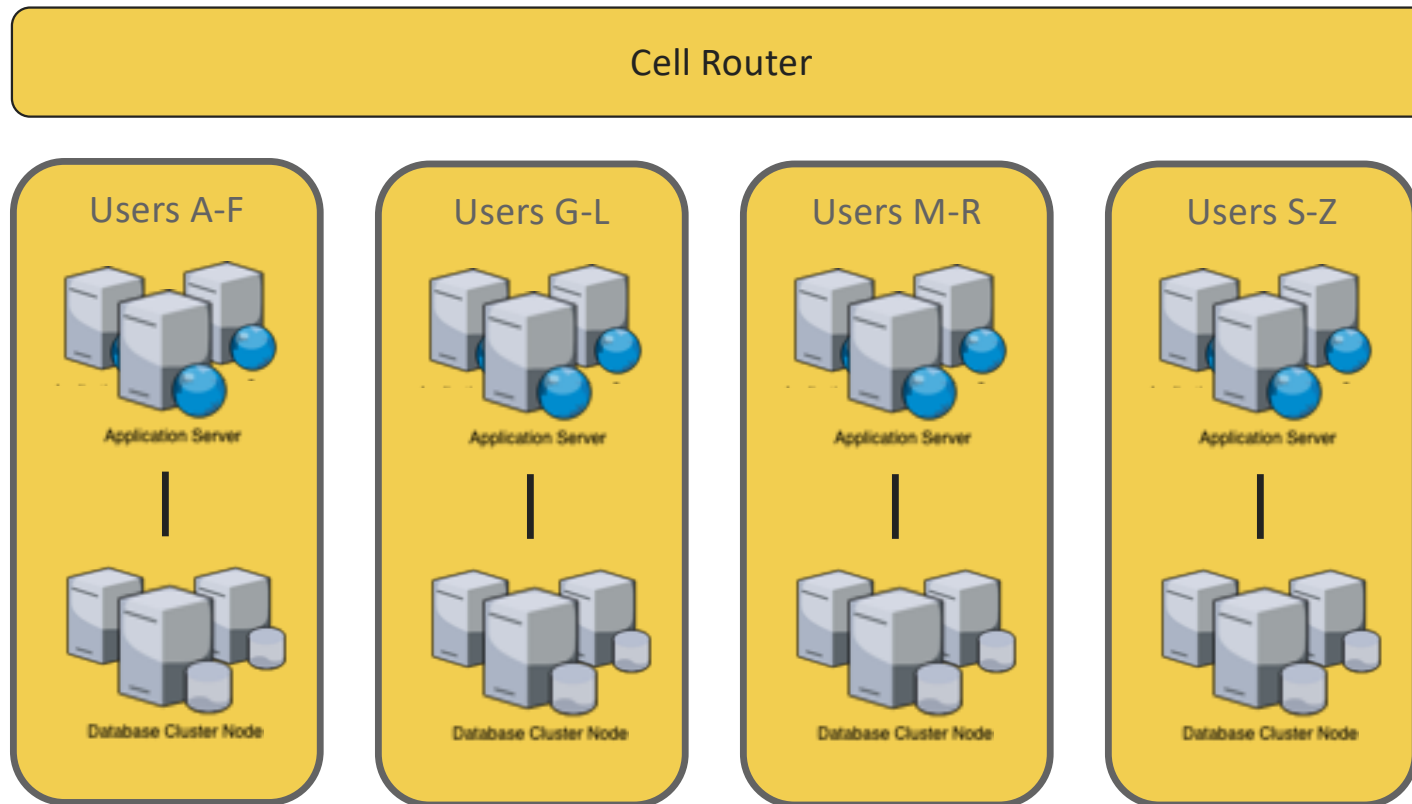 Cell Router
Users A-F
Users G-L
Users M-R
Users S-Z
Application Server
Application Server
Application Server
Application Server
Database Cluster Node
Database Cluster Node
Database Cluster Node
Database Cluster Node